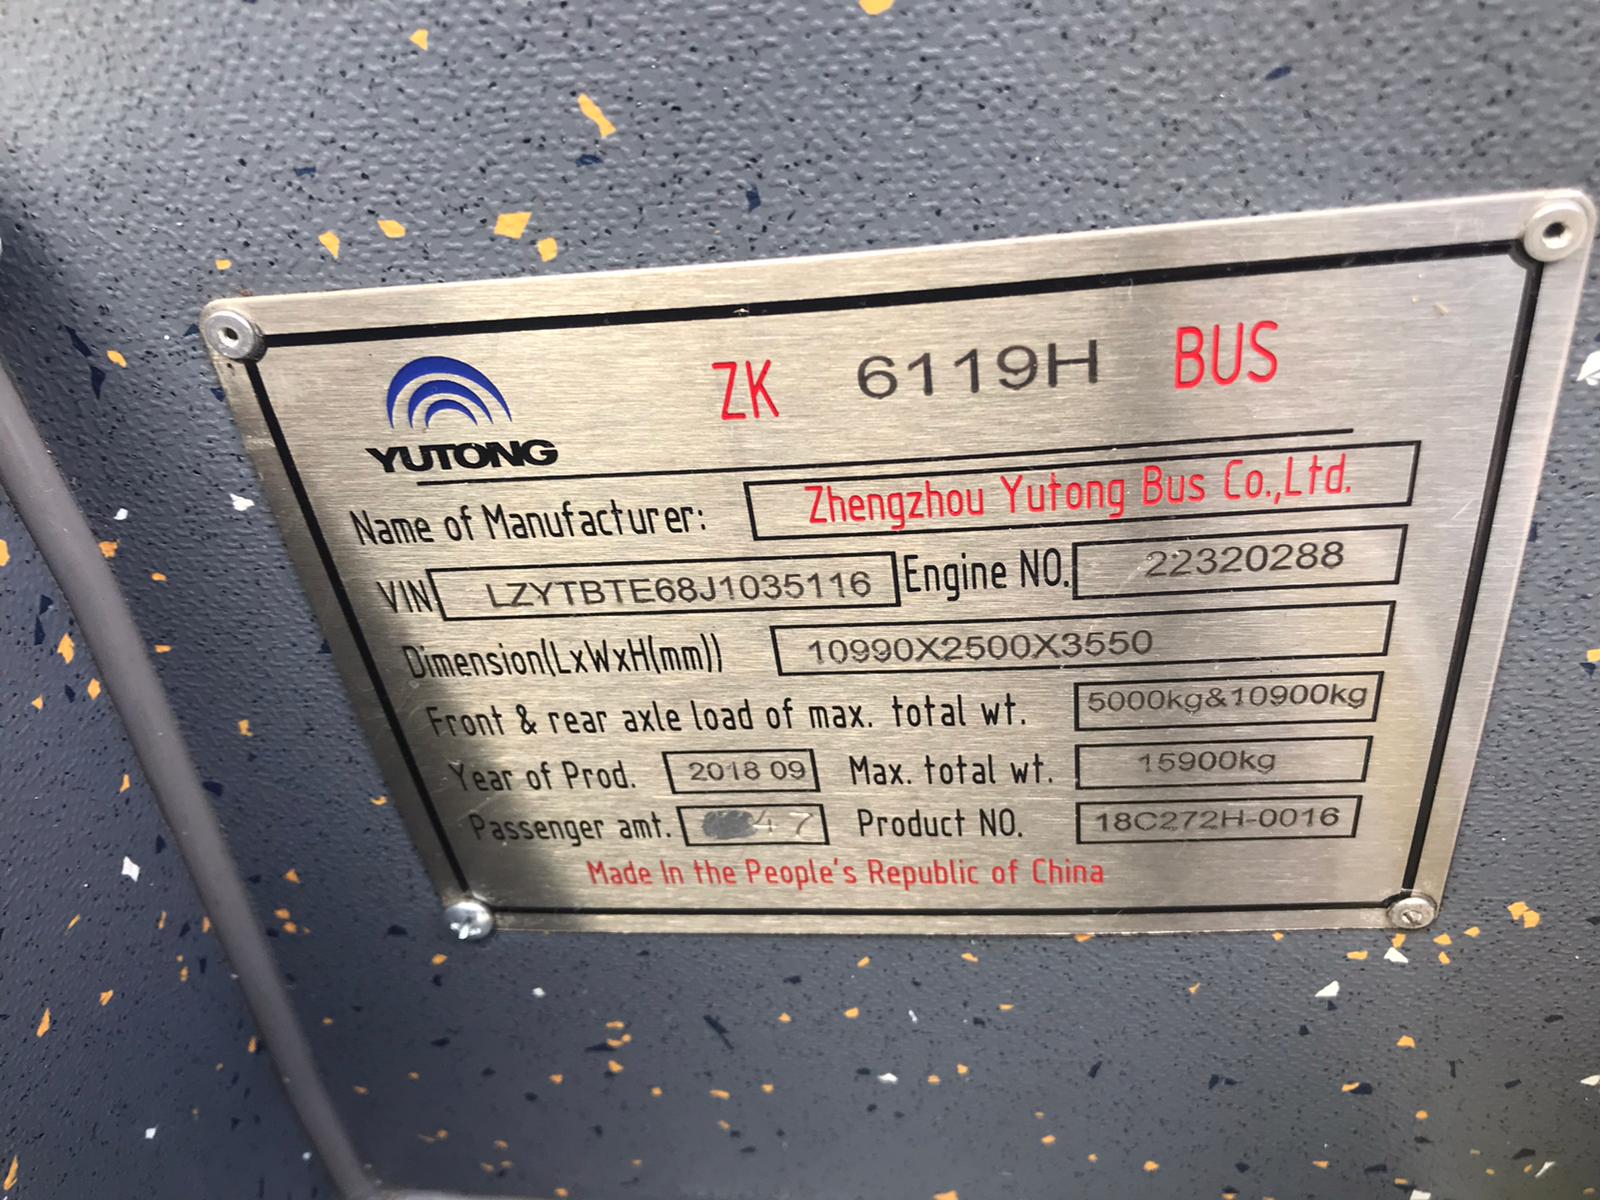 YUTONG
ZK 6119H BUS
Name of Manufacturer: Zhengzhou Yutong Bus Co.,Ltd.
VIN LZYTBTE68J1035116 Engine NO. 22320288
Dimension(LxWxH(mm)) 10990X2500X3550
Front & rear axle load of max. total wt. 5000kg&10900kg
Year of Prod. 2018 09 Max. total wt. 15900kg
Passenger amt. 47 Product NO. 18C272H-0016
Made In the People's Republic of China